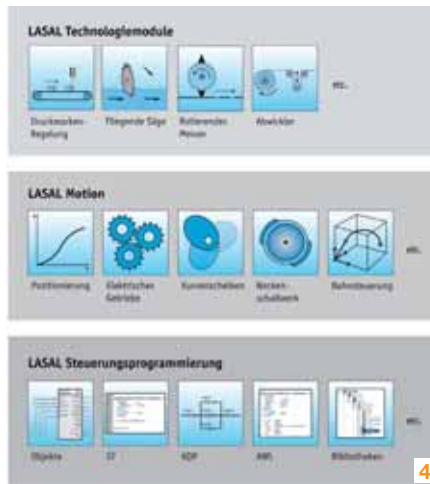 LASAL Technologiemodule
Druckmarken-
Regelung
Fliegende Säge
Rotierendes
Messer
Abwickler
etc.
LASAL Motion
Positionierung
Elektrisches
Getriebe
Kurvenscheiben
Nocken-
schaltwerk
Bahnsteuerung
etc.
LASAL Steuerungsprogrammierung
Objekte
ST
KOP
AWL
Bibliotheken
etc.
4